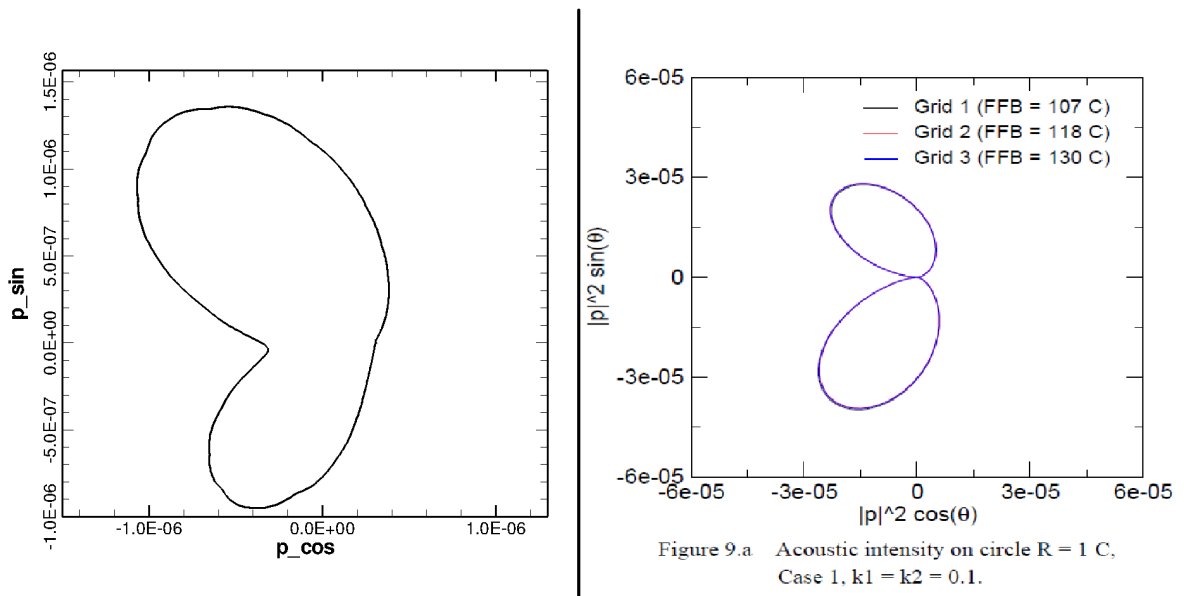 1.5E-06
1.0E-06
5.0E-07
0.0E+00
-5.0E-07
-1.0E-06
p_sin
-1.0E-06
0.0E+00
1.0E-06
p_cos
6e-05
3e-05
0
-3e-05
-6e-05
|p|^2 sin(θ)
Grid 1 (FFB = 107 C)
Grid 2 (FFB = 118 C)
Grid 3 (FFB = 130 C)
-6e-05
-3e-05
0
3e-05
6e-05
|p|^2 cos(θ)
Figure 9.a Acoustic intensity on circle R = 1 C,
Case 1, k1 = k2 = 0.1.